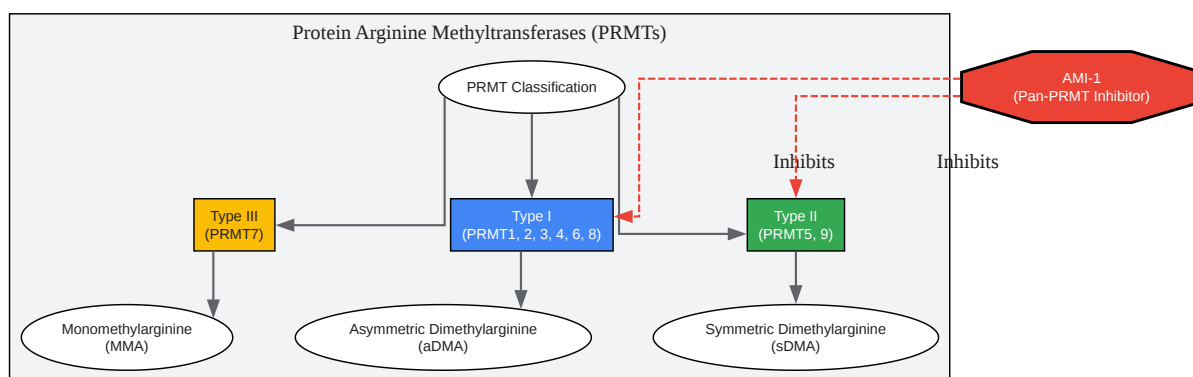 Protein Arginine Methyltransferases (PRMTs)
PRMT Classification
AMI-1
(Pan-PRMT Inhibitor)
Inhibits
Inhibits
Type III
(PRMT7)
Type I
(PRMT1, 2, 3, 4, 6, 8)
Type II
(PRMT5, 9)
Monomethylarginine
(MMA)
Asymmetric Dimethylarginine
(aDMA)
Symmetric Dimethylarginine
(sDMA)